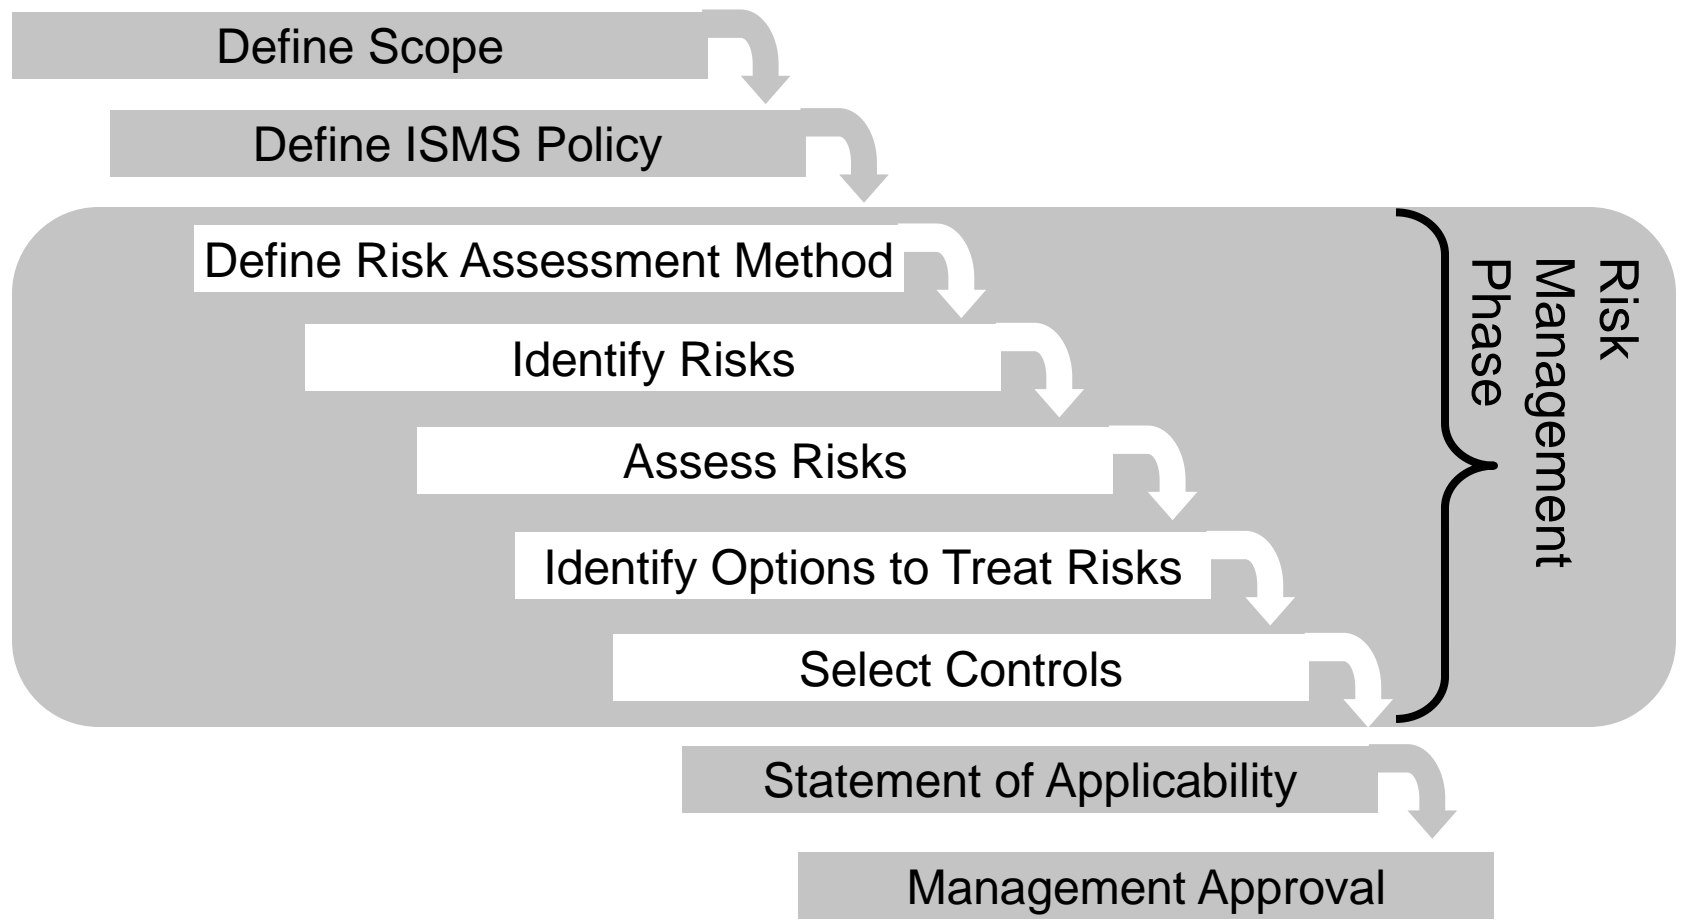 Define Scope
Define ISMS Policy
Define Risk Assessment Method
Identify Risks
Assess Risks
Identify Options to Treat Risks
Select Controls
Risk
Management
Phase
Statement of Applicability
Management Approval